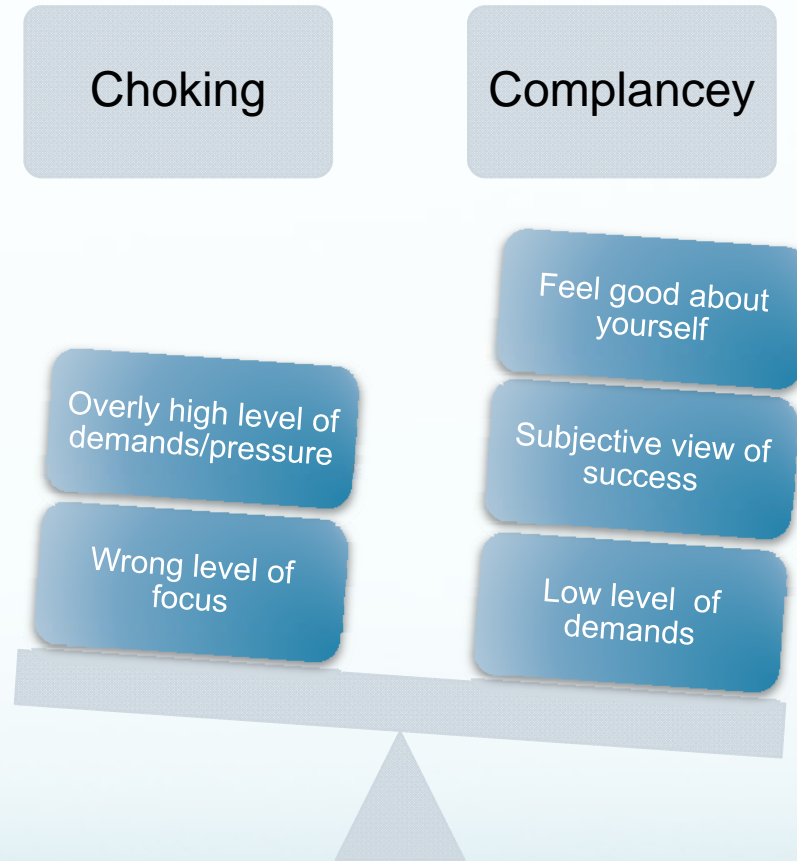 Choking
Complancey
Feel good about
yourself
Overly high level of
demands/pressure
Subjective view of
success
Wrong level of
focus
Low level of
demands